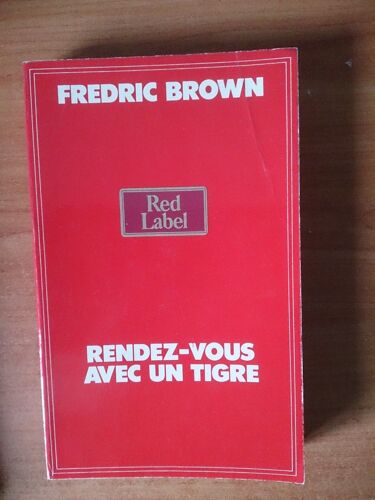 FREDRIC BROWN
Red
Label
RENDEZ-VOUS
AVEC UN TIGRE